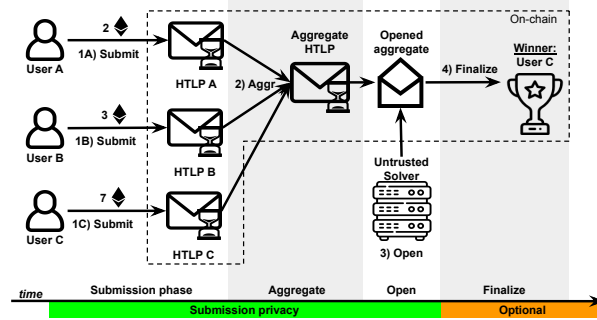 On-chain
2
1A) Submit
User A
HTLP A
2) Aggr
Aggregate
HTLP
Opened
aggregate
4) Finalize
Winner:
User C
3
1B) Submit
User B
HTLP B
7
1C) Submit
User C
HTLP C
Untrusted
Solver
3) Open
time
Submission phase
Aggregate
Open
Finalize
Submission privacy
Optional